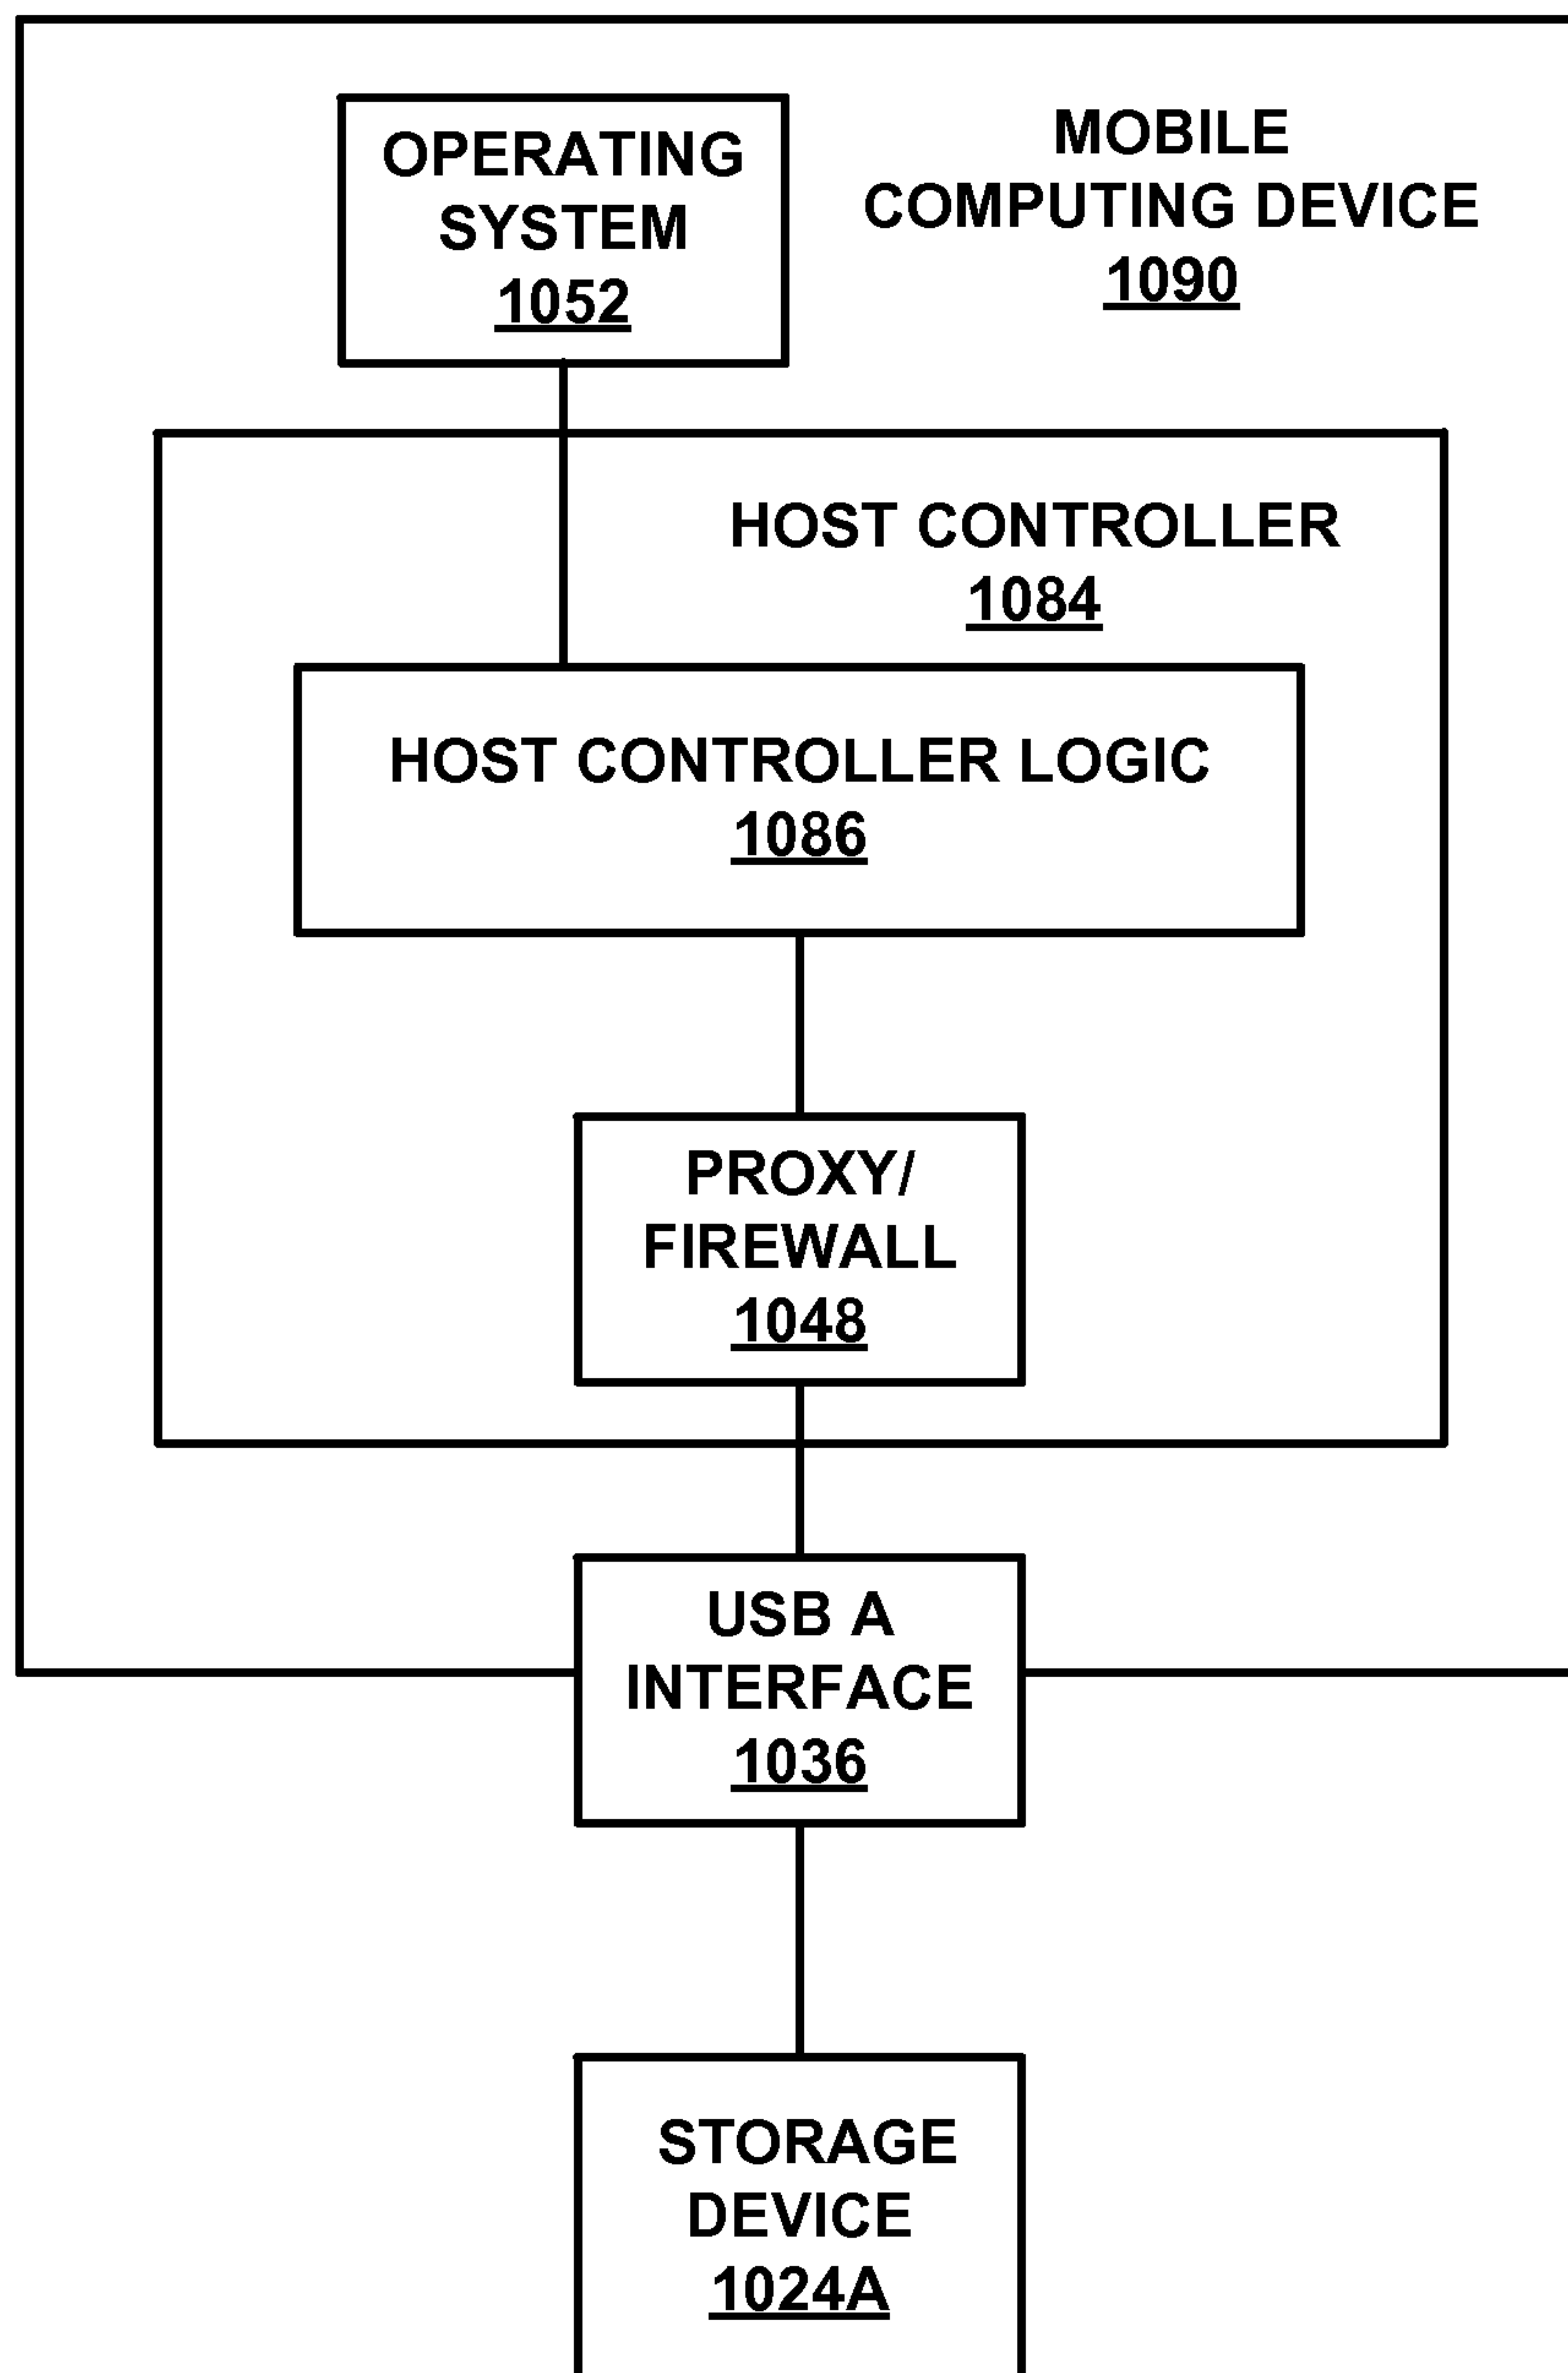 OPERATING
SYSTEM
1052
MOBILE
COMPUTING DEVICE
1090
HOST CONTROLLER
1084
HOST CONTROLLER LOGIC
1086
PROXY/
FIREWALL
1048
USB A
INTERFACE
1036
STORAGE
DEVICE
1024A